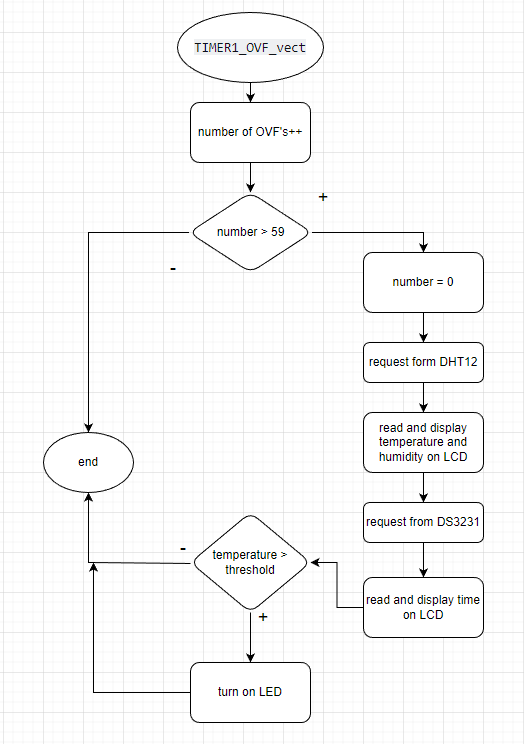 TIMER1_OVF_vect
number of OVF's++
+
number > 59
-
number = 0
request form DHT12
read and display
temperature and
humidity on LCD
end
request from DS3231
-
temperature >
threshold
read and display time
on LCD
+
turn on LED